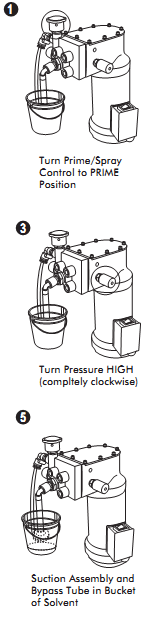 1
Turn Prime/Spray
Control to PRIME
Position
3
Turn Pressure HIGH
(compltely clockwise)
5
Suction Assembly and
Bypass Tube in Bucket
of Solvent